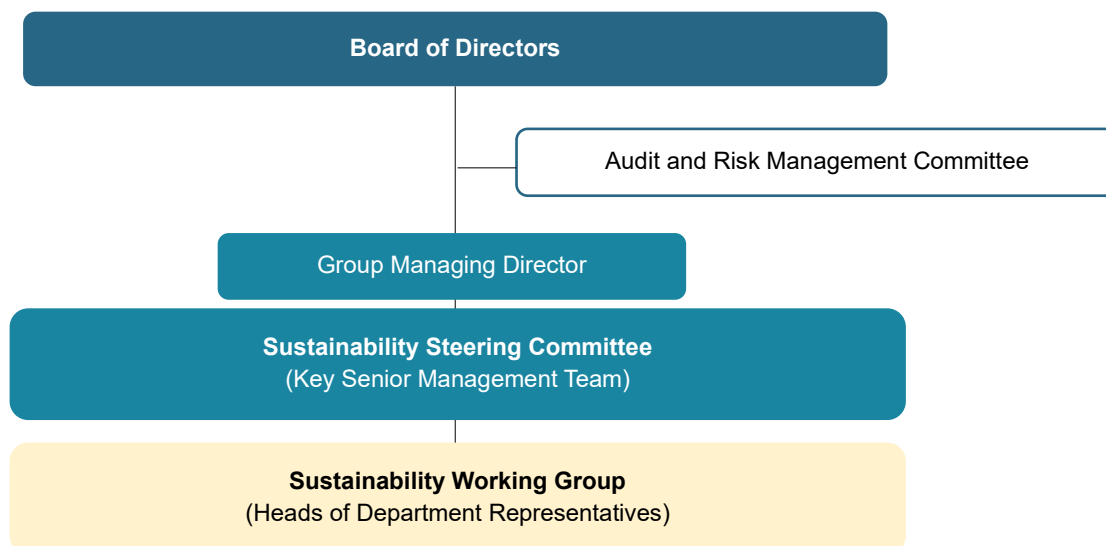 Board of Directors
Audit and Risk Management Committee
Group Managing Director
Sustainability Steering Committee
(Key Senior Management Team)
Sustainability Working Group
(Heads of Department Representatives)